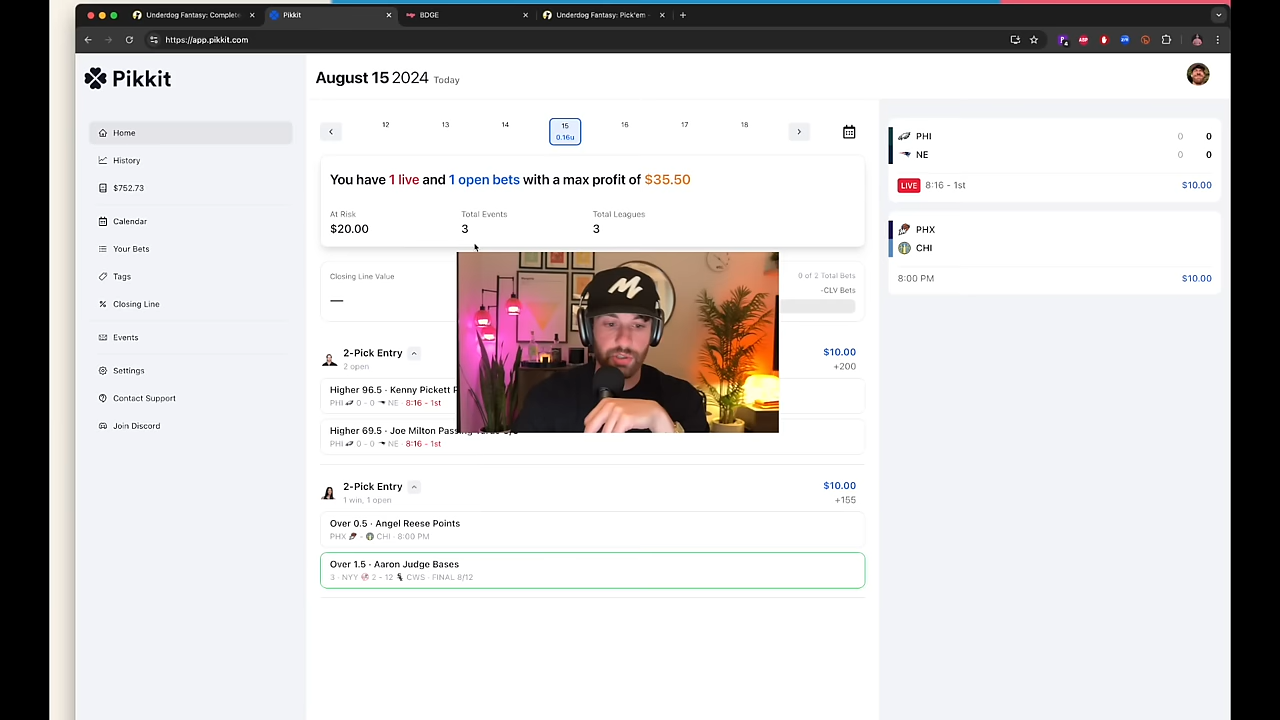 Underdog Fantasy: Complete
Pikkit
BDGE
Underdog Fantasy: Pick'em -
https://app.pikkit.com
Pikkit
Home
History
$752.73
Calendar
Your Bets
Tags
Closing Line
Events
Settings
Contact Support
Join Discord
August 15 2024 Today
12 13 14 15 16 17 18
0.16u
You have 1 live and 1 open bets with a max profit of $35.50
At Risk Total Events Total Leagues
$20.00 3 3
Closing Line Value 0 of 2 Total Bets
— -CLV Bets
2-Pick Entry $10.00
2 open +200
Higher 96.5 · Kenny Pickett
PHI 0 - 0 NE · 8:16 - 1st
Higher 69.5 · Joe Milton
PHI 0 - 0 NE · 8:16 - 1st
2-Pick Entry $10.00
1 win, 1 open +155
Over 0.5 · Angel Reese Points
PHX - CHI · 8:00 PM
Over 1.5 · Aaron Judge Bases
3 · NYY 2 - 12 CWS · FINAL 8/12
PHI 0 0
NE 0 0
LIVE 8:16 - 1st $10.00
PHX
CHI
8:00 PM $10.00